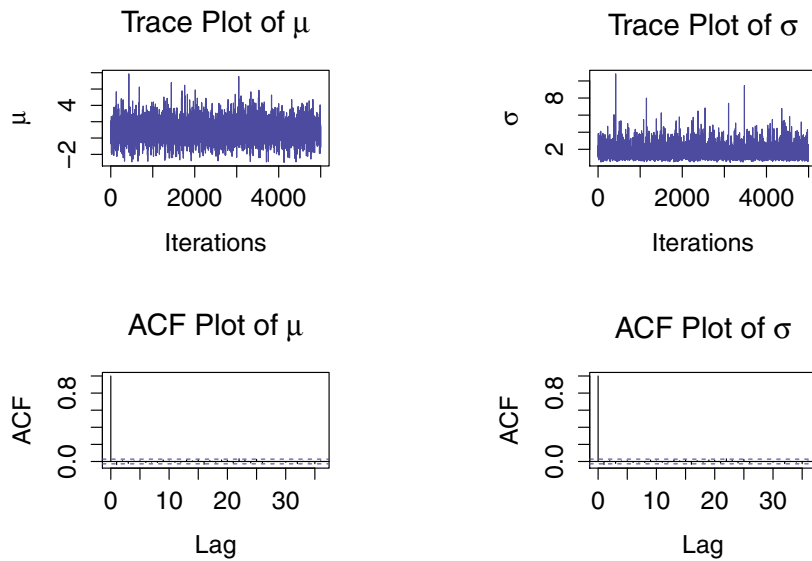 Trace Plot of μ
μ
4
−2
0
2000
4000
Iterations
Trace Plot of σ
σ
8
2
0
2000
4000
Iterations
ACF Plot of μ
ACF
0.8
0.0
0
10
20
30
Lag
ACF Plot of σ
ACF
0.8
0.0
0
10
20
30
Lag